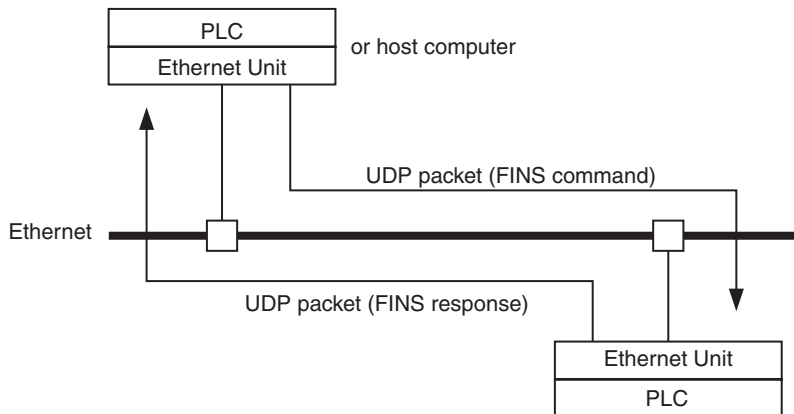 PLC
or host computer
Ethernet Unit
UDP packet (FINS command)
Ethernet
UDP packet (FINS response)
Ethernet Unit
PLC